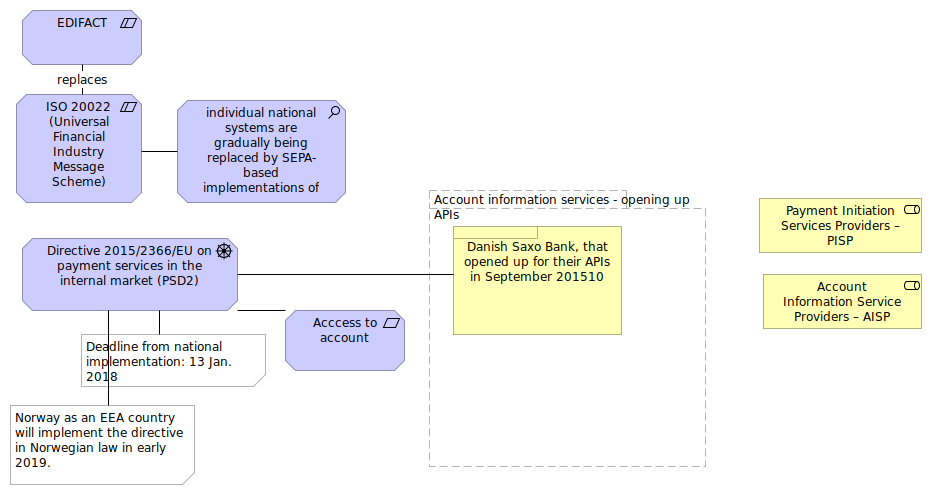 EDIFACT
replaces
ISO 20022
(Universal
Financial
Industry
Message
Scheme)
individual national
systems are
gradually being
replaced by SEPA-
based
implementations of
Account information services - opening up
APIs
Danish Saxo Bank, that
opened up for their APIs
in September 201510
Payment Initiation
Services Providers –
PISP
Account
Information Service
Providers – AISP
Directive 2015/2366/EU on
payment services in the
internal market (PSD2)
Acccess to
account
Deadline from national
implementation: 13 Jan.
2018
Norway as an EEA country
will implement the directive
in Norwegian law in early
2019.